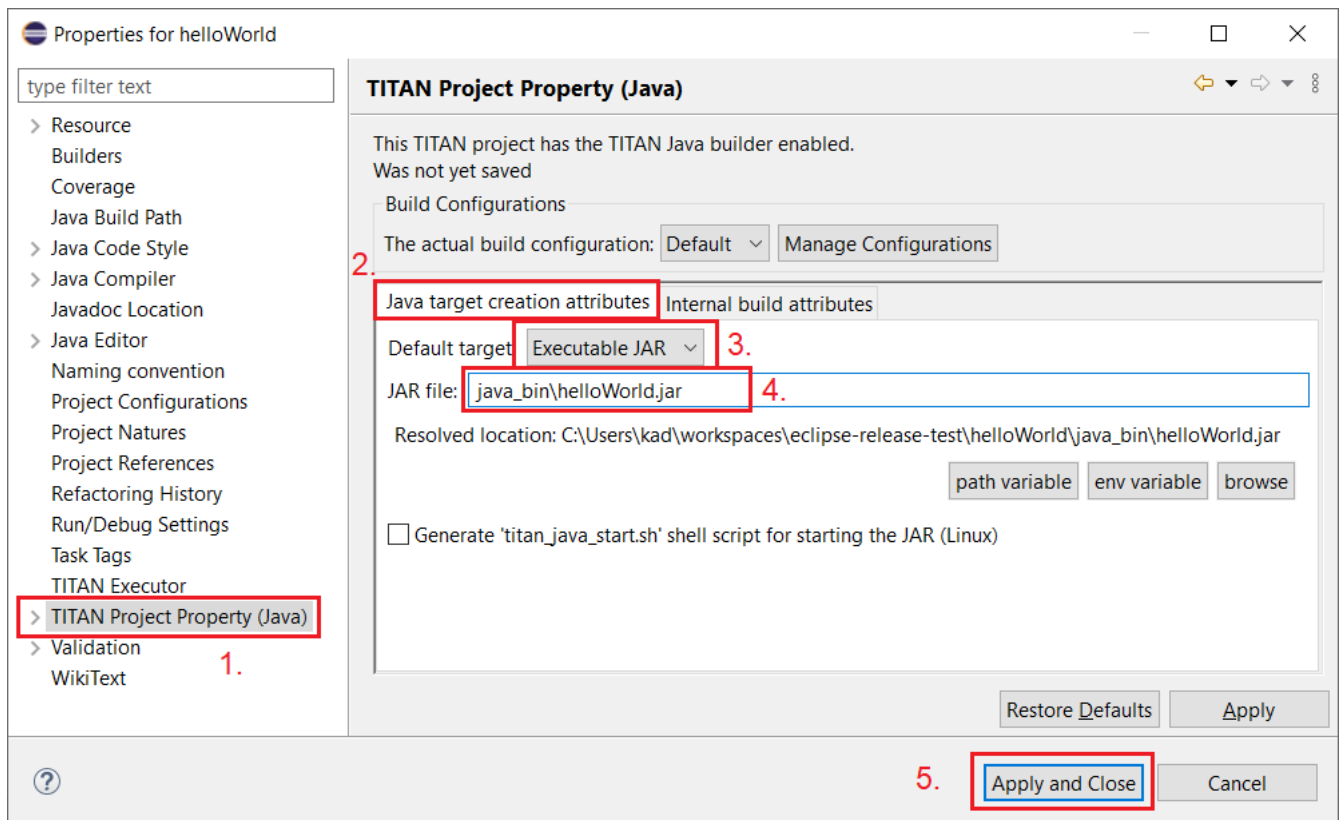 Properties for helloWorld
type filter text
Resource
Builders
Coverage
Java Build Path
Java Code Style
Java Compiler
Javadoc Location
Java Editor
Naming convention
Project Configurations
Project Natures
Project References
Refactoring History
Run/Debug Settings
Task Tags
TITAN Executor
TITAN Project Property (Java)
1.
Validation
WikiText
TITAN Project Property (Java)
This TITAN project has the TITAN Java builder enabled.
Was not yet saved
Build Configurations
The actual build configuration: Default Manage Configurations
2.
Java target creation attributes Internal build attributes
Default target Executable JAR 3.
JAR file: java_bin\helloWorld.jar 4.
Resolved location: C:\Users\kad\workspaces\eclipse-release-test\helloWorld\java_bin\helloWorld.jar
path variable env variable browse
Generate 'titan_java_start.sh' shell script for starting the JAR (Linux)
Restore Defaults Apply
5. Apply and Close Cancel